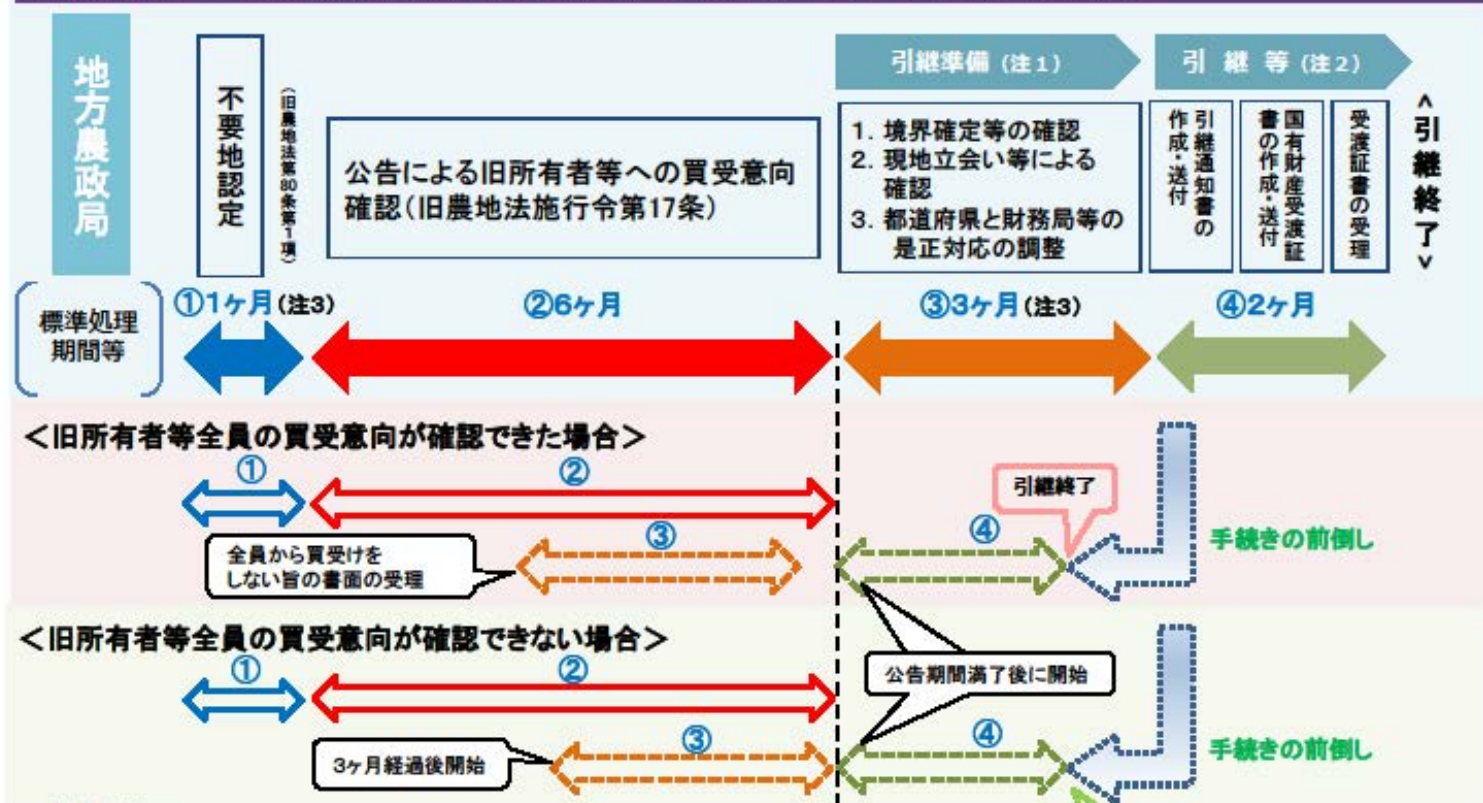 地方農政局
不要地認定
（旧農地法第80条第1項）
公告による旧所有者等への買受意向
確認（旧農地法施行令第17条）
引継準備（注１）
1. 境界確定等の確認
2. 現地立会い等による
確認
3. 都道府県と財務局等の
是正対応の調整
引 継 等（注２）
引継通知書の
作成・送付
国有財産受渡証
書の作成・送付
受渡証書の受理
＜引継終了＞
標準処理
期間等
①1ヶ月（注3）
②6ヶ月
③3ヶ月（注3）
④2ヶ月
＜旧所有者等全員の買受意向が確認できた場合＞
①
②
引継終了
全員から買受けを
しない旨の書面の受理
③
④
手続きの前倒し
＜旧所有者等全員の買受意向が確認できない場合＞
①
②
公告期間満了後に開始
3ヶ月経過後開始
③
④
手続きの前倒し